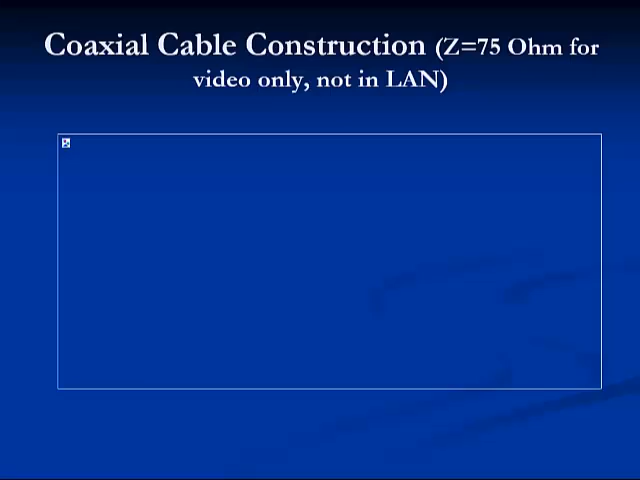 Coaxial Cable Construction (Z=75 Ohm for
video only, not in LAN)